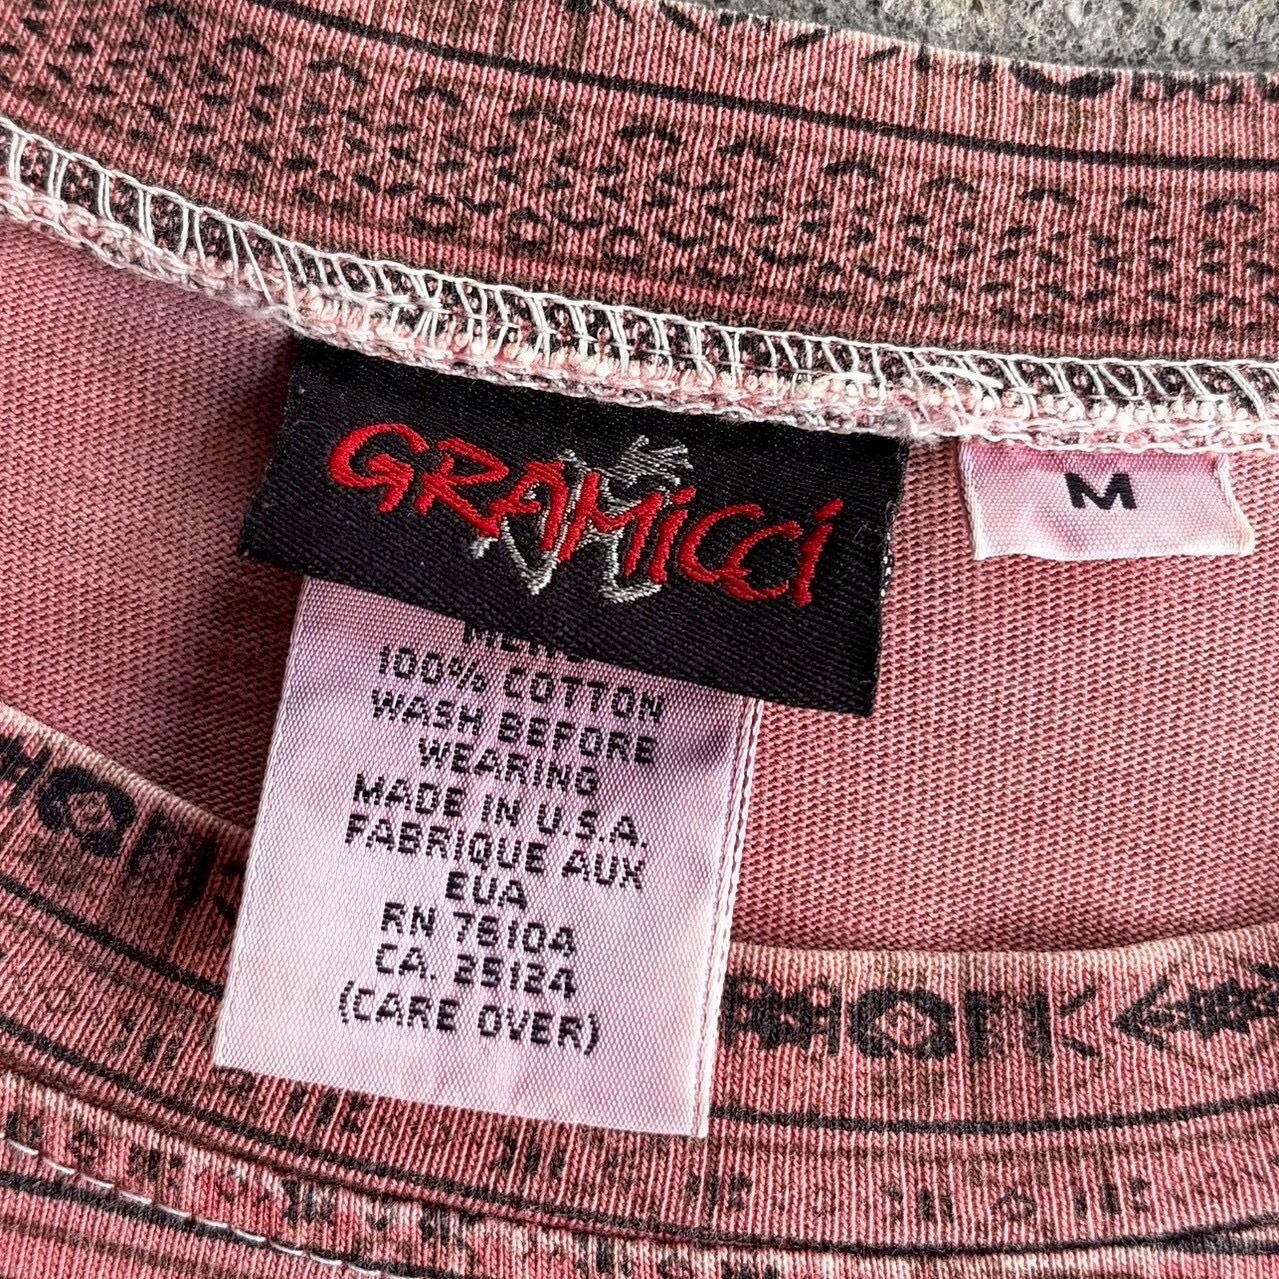 GRAMiCCi
M
100% COTTON
WASH BEFORE
WEARING
MADE IN U.S.A.
FABRIQUE AUX
EUA
RN 76104
CA. 25124
(CARE OVER)